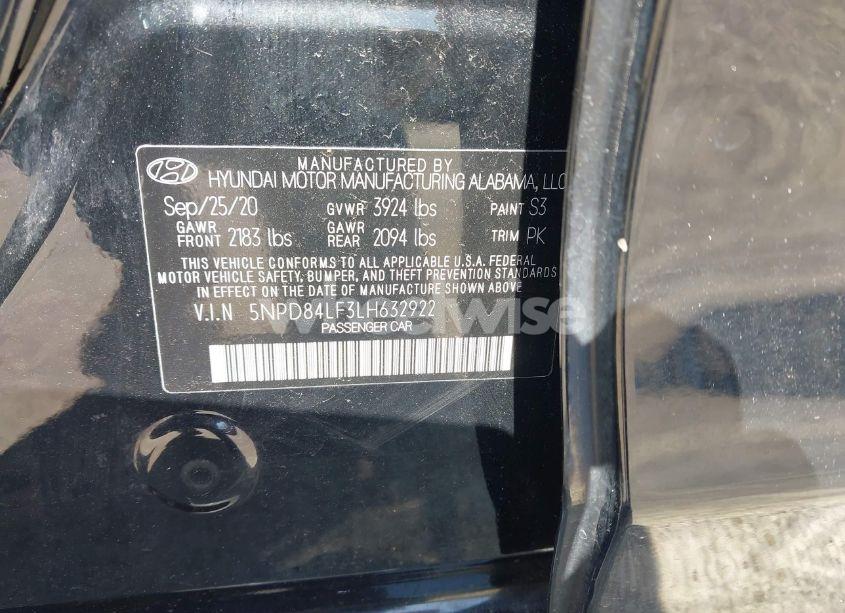 MANUFACTURED BY
HYUNDAI MOTOR MANUFACTURING ALABAMA, LLC
Sep/25/20 GVWR 3924 lbs PAINT S3
GAWR FRONT 2183 lbs GAWR REAR 2094 lbs TRIM PK
THIS VEHICLE CONFORMS TO ALL APPLICABLE U.S.A. FEDERAL
MOTOR VEHICLE SAFETY, BUMPER, AND THEFT PREVENTION STANDARDS
IN EFFECT ON THE DATE OF MANUFACTURE SHOWN ABOVE
V.I.N 5NPD84LF3LH632922
PASSENGER CAR
wheelwise